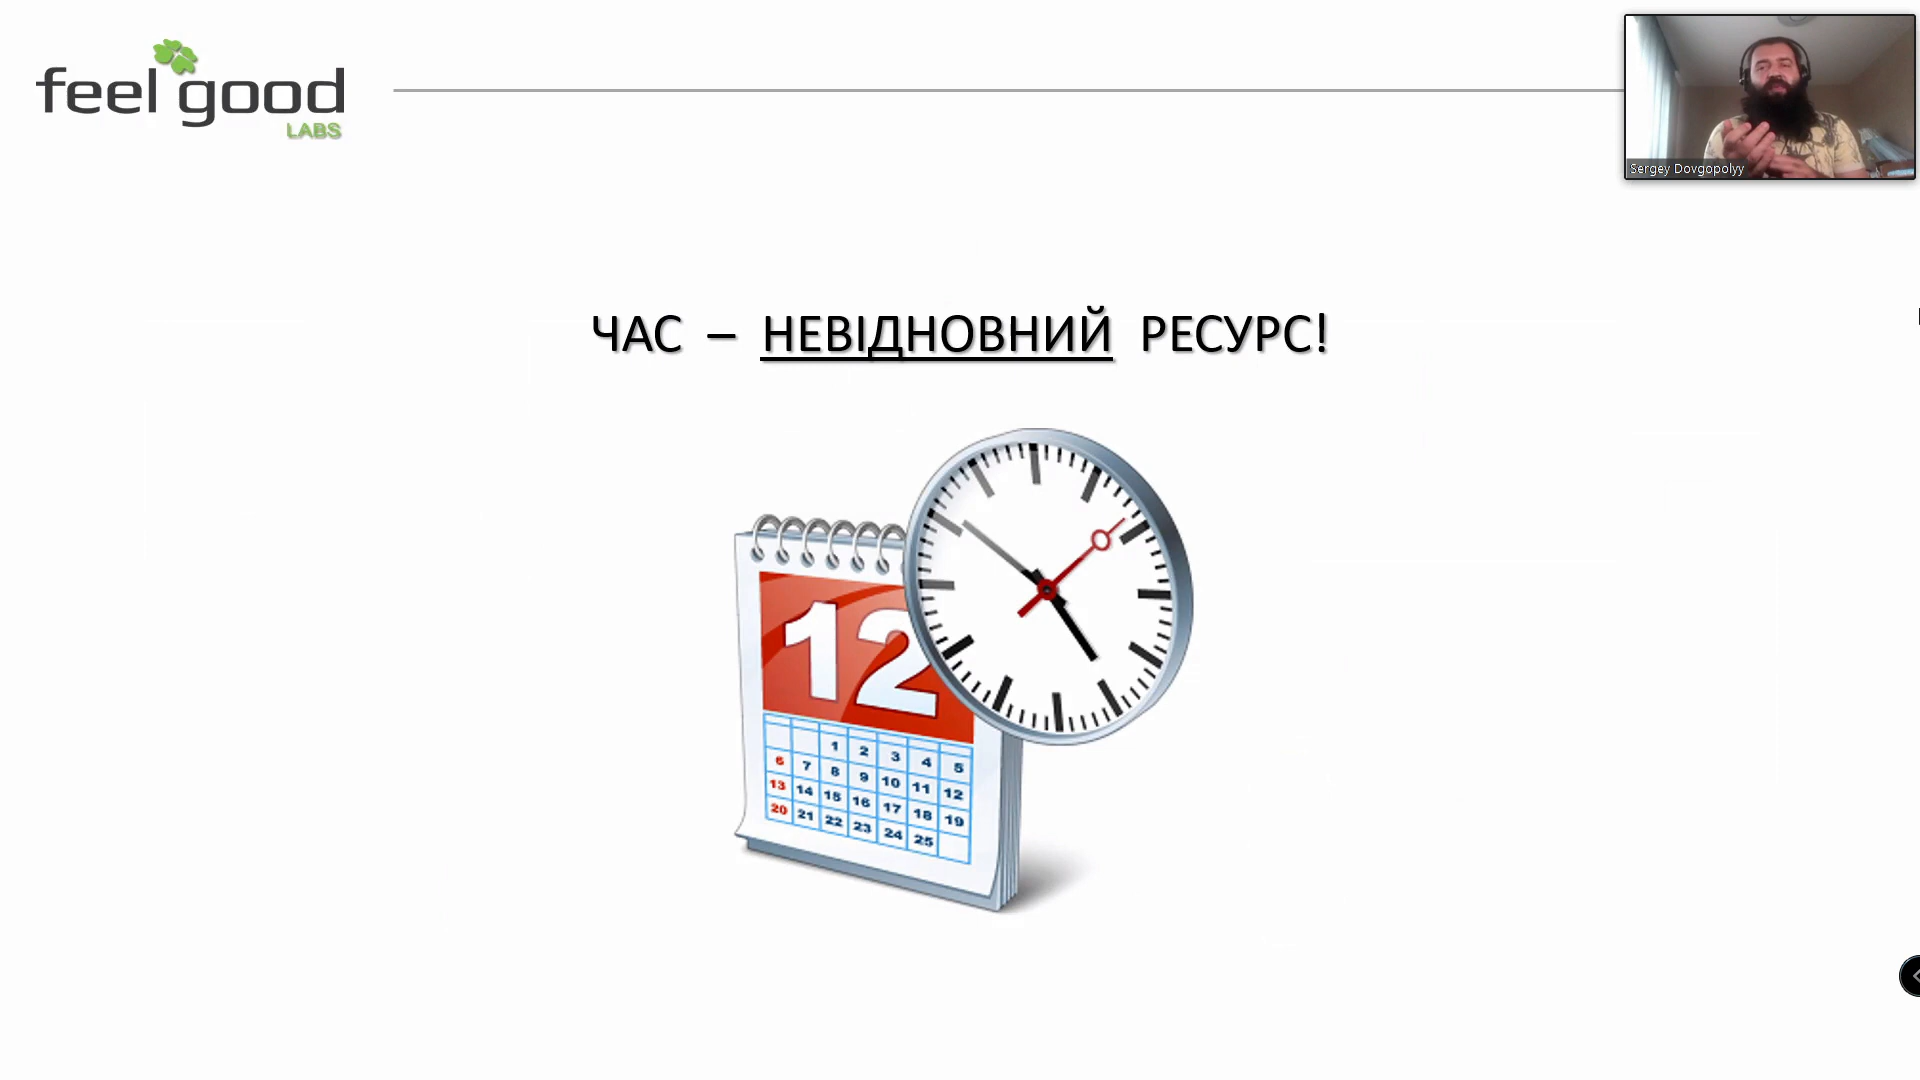 feel good
LABS
Sergey Dovgopolyy
ЧАС – НЕВІДНОВНИЙ РЕСУРС!
12
1 2 3 4 5
6 7 8 9 10 11 12
13 14 15 16 17 18 19
20 21 22 23 24 25